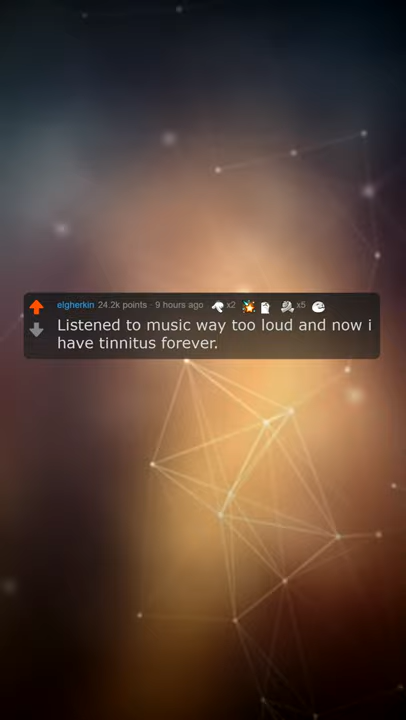 elgherkin 24.2k points · 9 hours ago x2 x5
Listened to music way too loud and now i
have tinnitus forever.